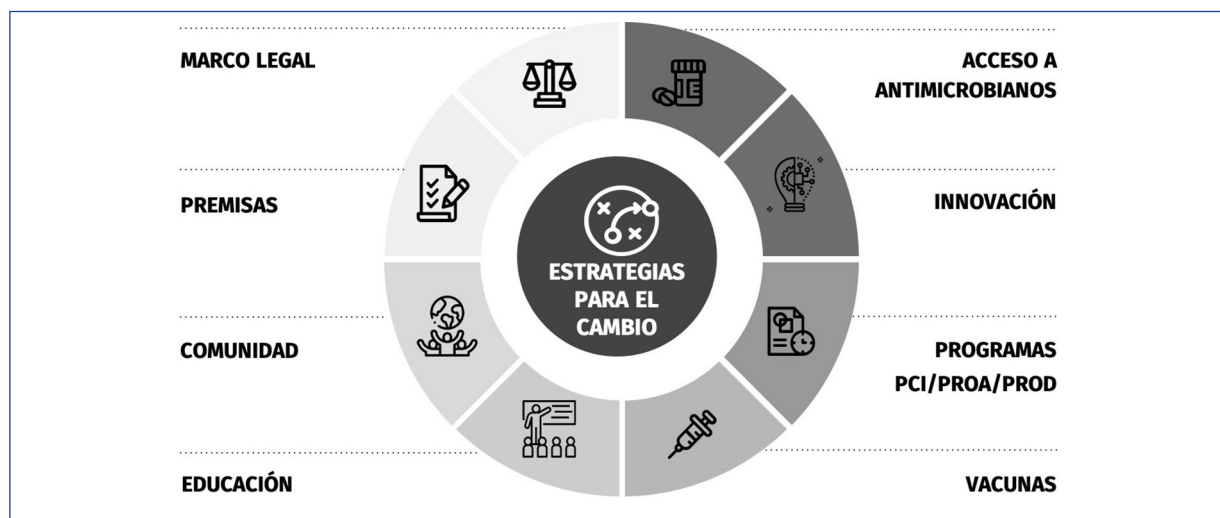 MARCO LEGAL
PREMISAS
COMUNIDAD
EDUCACIÓN
ESTRATEGIAS
PARA EL
CAMBIO
ACCESO A
ANTIMICROBIANOS
INNOVACIÓN
PROGRAMAS
PCI/PROA/PROD
VACUNAS